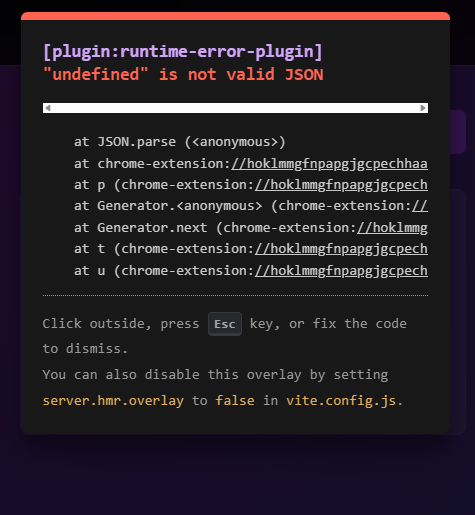 [plugin:runtime-error-plugin]
"undefined" is not valid JSON
at JSON.parse (<anonymous>)
at chrome-extension://hoklmmgfnpapgjgcpechhaa
at p (chrome-extension://hoklmmgfnpapgjgcpech
at Generator.<anonymous> (chrome-extension://
at Generator.next (chrome-extension://hoklmmg
at t (chrome-extension://hoklmmgfnpapgjgcpech
at u (chrome-extension://hoklmmgfnpapgjgcpech
Click outside, press Esc key, or fix the code
to dismiss.
You can also disable this overlay by setting
server.hmr.overlay to false in vite.config.js.